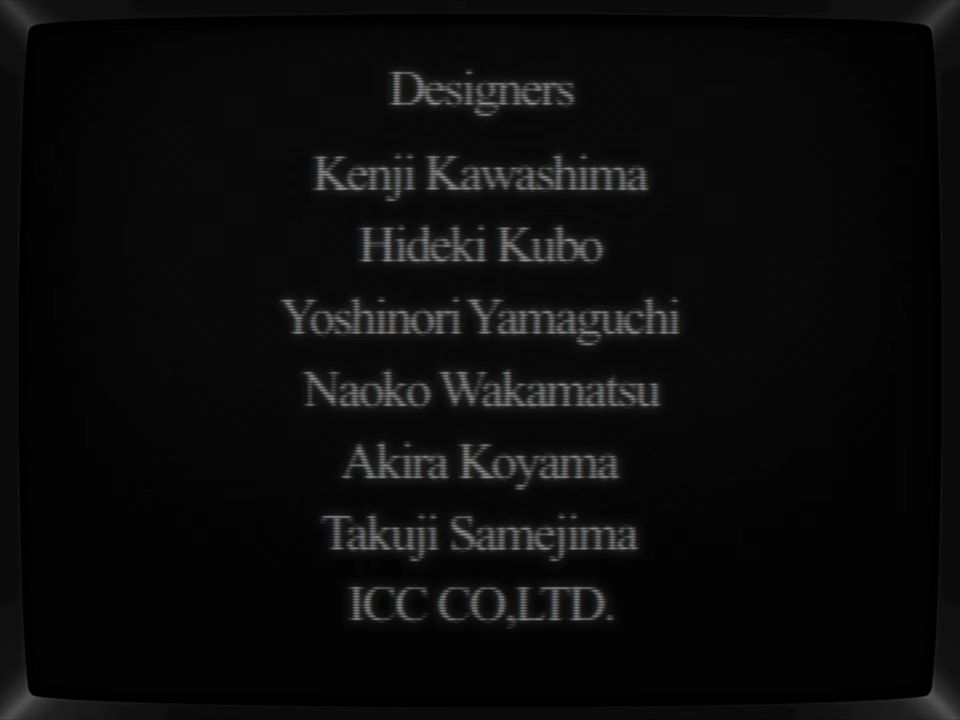 Designers
Kenji Kawashima
Hideki Kubo
Yoshinori Yamaguchi
Naoko Wakamatsu
Akira Koyama
Takuji Samejima
ICC CO,LTD.